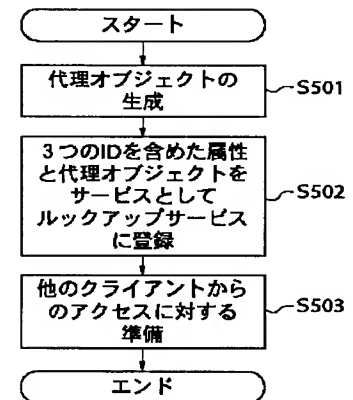 スタート
代理オブジェクトの
生成
S501
3つのIDを含めた属性
と代理オブジェクトを
サービスとして
ルックアップサービス
に登録
S502
他のクライアントから
のアクセスに対する
準備
S503
エンド